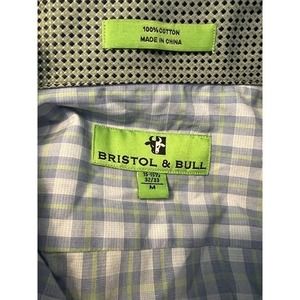 100% COTTON
MADE IN CHINA
BRISTOL & BULL
15-15½
32/33
M